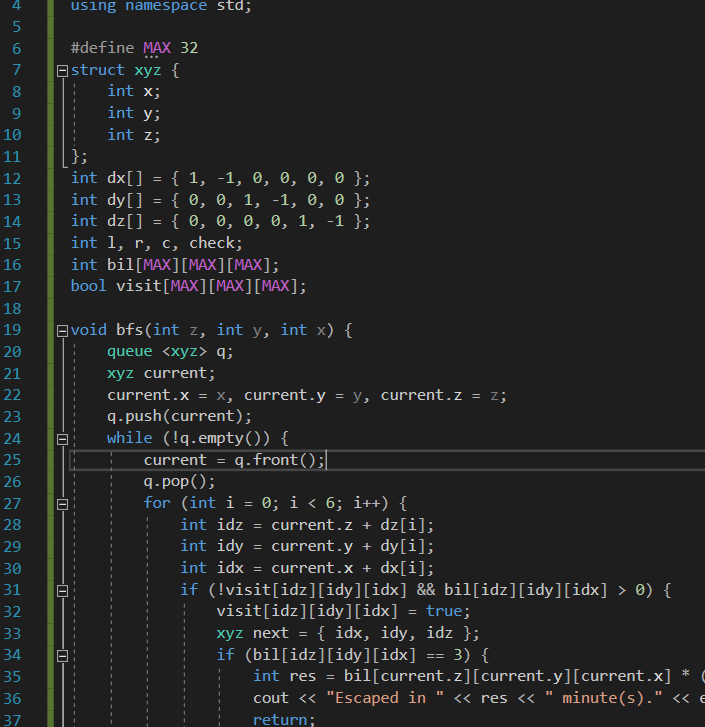 4 using namespace std;
5
6 #define MAX 32
7 struct xyz {
8 int x;
9 int y;
10 int z;
11 };
12 int dx[] = { 1, -1, 0, 0, 0, 0 };
13 int dy[] = { 0, 0, 1, -1, 0, 0 };
14 int dz[] = { 0, 0, 0, 0, 1, -1 };
15 int l, r, c, check;
16 int bil[MAX][MAX][MAX];
17 bool visit[MAX][MAX][MAX];
18
19 void bfs(int z, int y, int x) {
20 queue <xyz> q;
21 xyz current;
22 current.x = x, current.y = y, current.z = z;
23 q.push(current);
24 while (!q.empty()) {
25 current = q.front();
26 q.pop();
27 for (int i = 0; i < 6; i++) {
28 int idz = current.z + dz[i];
29 int idy = current.y + dy[i];
30 int idx = current.x + dx[i];
31 if (!visit[idz][idy][idx] && bil[idz][idy][idx] > 0) {
32 visit[idz][idy][idx] = true;
33 xyz next = { idx, idy, idz };
34 if (bil[idz][idy][idx] == 3) {
35 int res = bil[current.z][current.y][current.x] * (
36 cout << "Escaped in " << res << " minute(s)." << e
37 return;